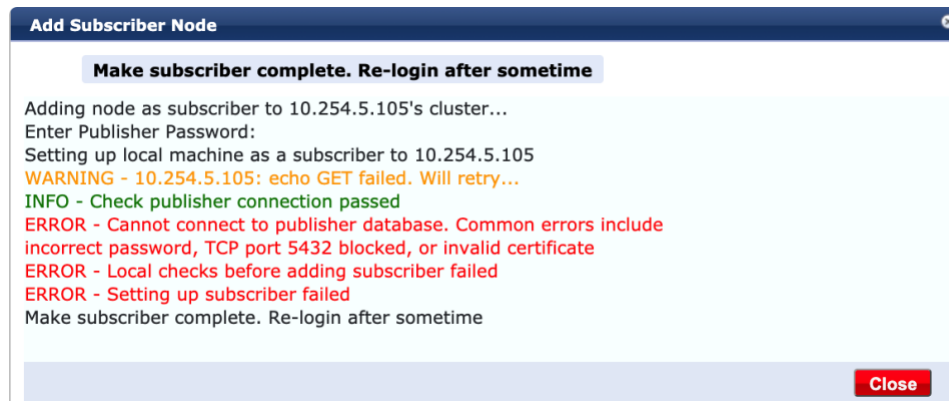 Add Subscriber Node
Make subscriber complete. Re-login after sometime
Adding node as subscriber to 10.254.5.105's cluster...
Enter Publisher Password:
Setting up local machine as a subscriber to 10.254.5.105
WARNING - 10.254.5.105: echo GET failed. Will retry...
INFO - Check publisher connection passed
ERROR - Cannot connect to publisher database. Common errors include
incorrect password, TCP port 5432 blocked, or invalid certificate
ERROR - Local checks before adding subscriber failed
ERROR - Setting up subscriber failed
Make subscriber complete. Re-login after sometime
Close